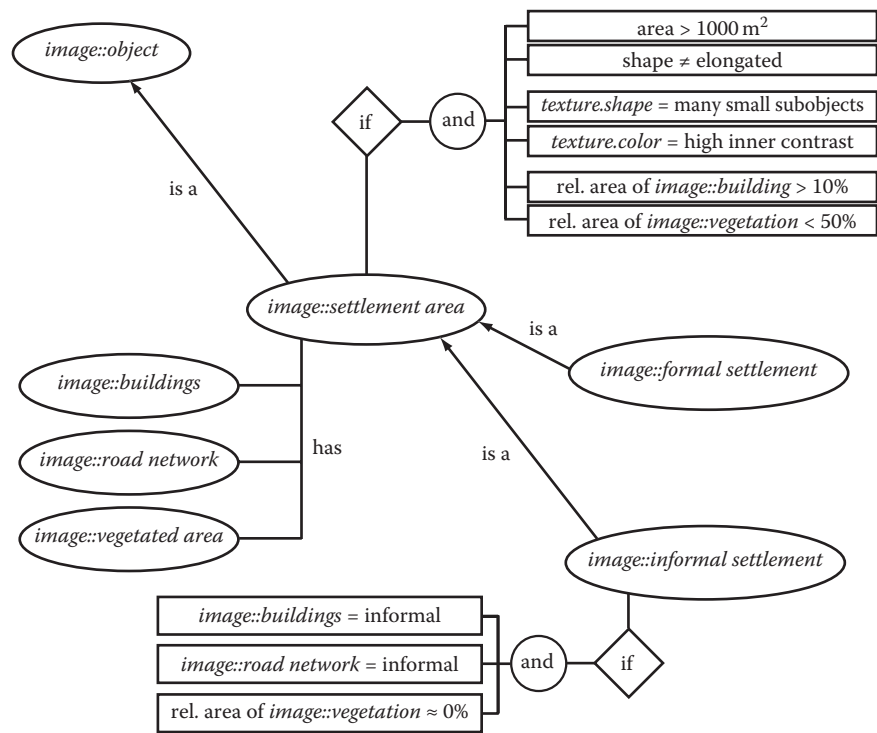 image::object
area > 1000 m²
shape ≠ elongated
if
and
texture.shape = many small subobjects
texture.color = high inner contrast
is a
rel. area of image::building > 10%
rel. area of image::vegetation < 50%
image::settlement area
is a
image::formal settlement
image::buildings
has
is a
image::road network
image::vegetated area
image::informal settlement
image::buildings = informal
image::road network = informal
and
if
rel. area of image::vegetation ≈ 0%